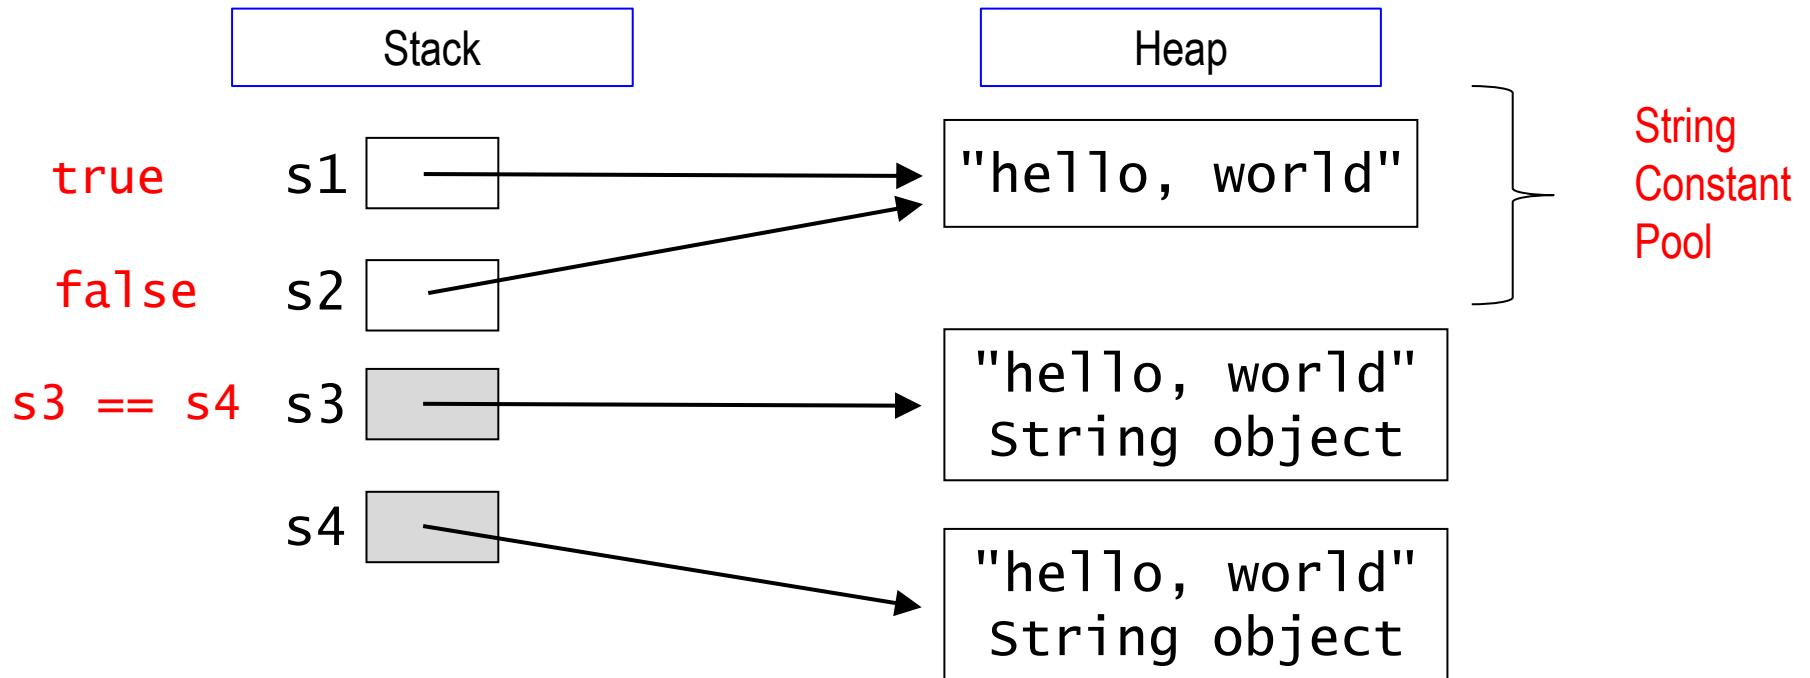 Stack
Heap
true
s1
"hello, world"
String
Constant
Pool
false
s2
s3 == s4
s3
"hello, world"
String object
s4
"hello, world"
String object